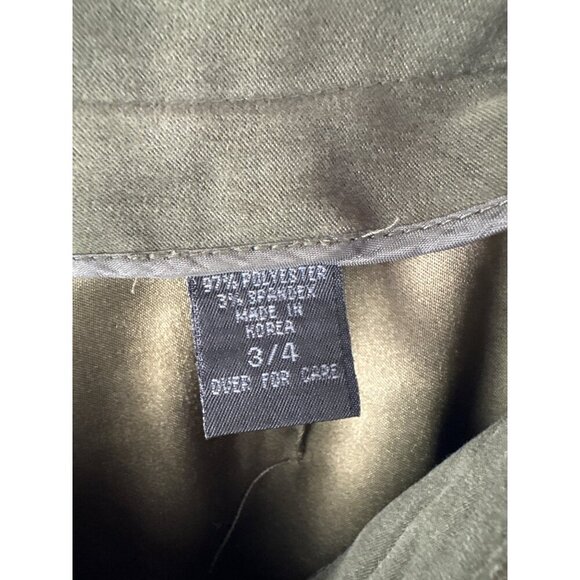 97% POLYESTER
3% SPANDEX
MADE IN
KOREA
3/4
OVER FOR CARE